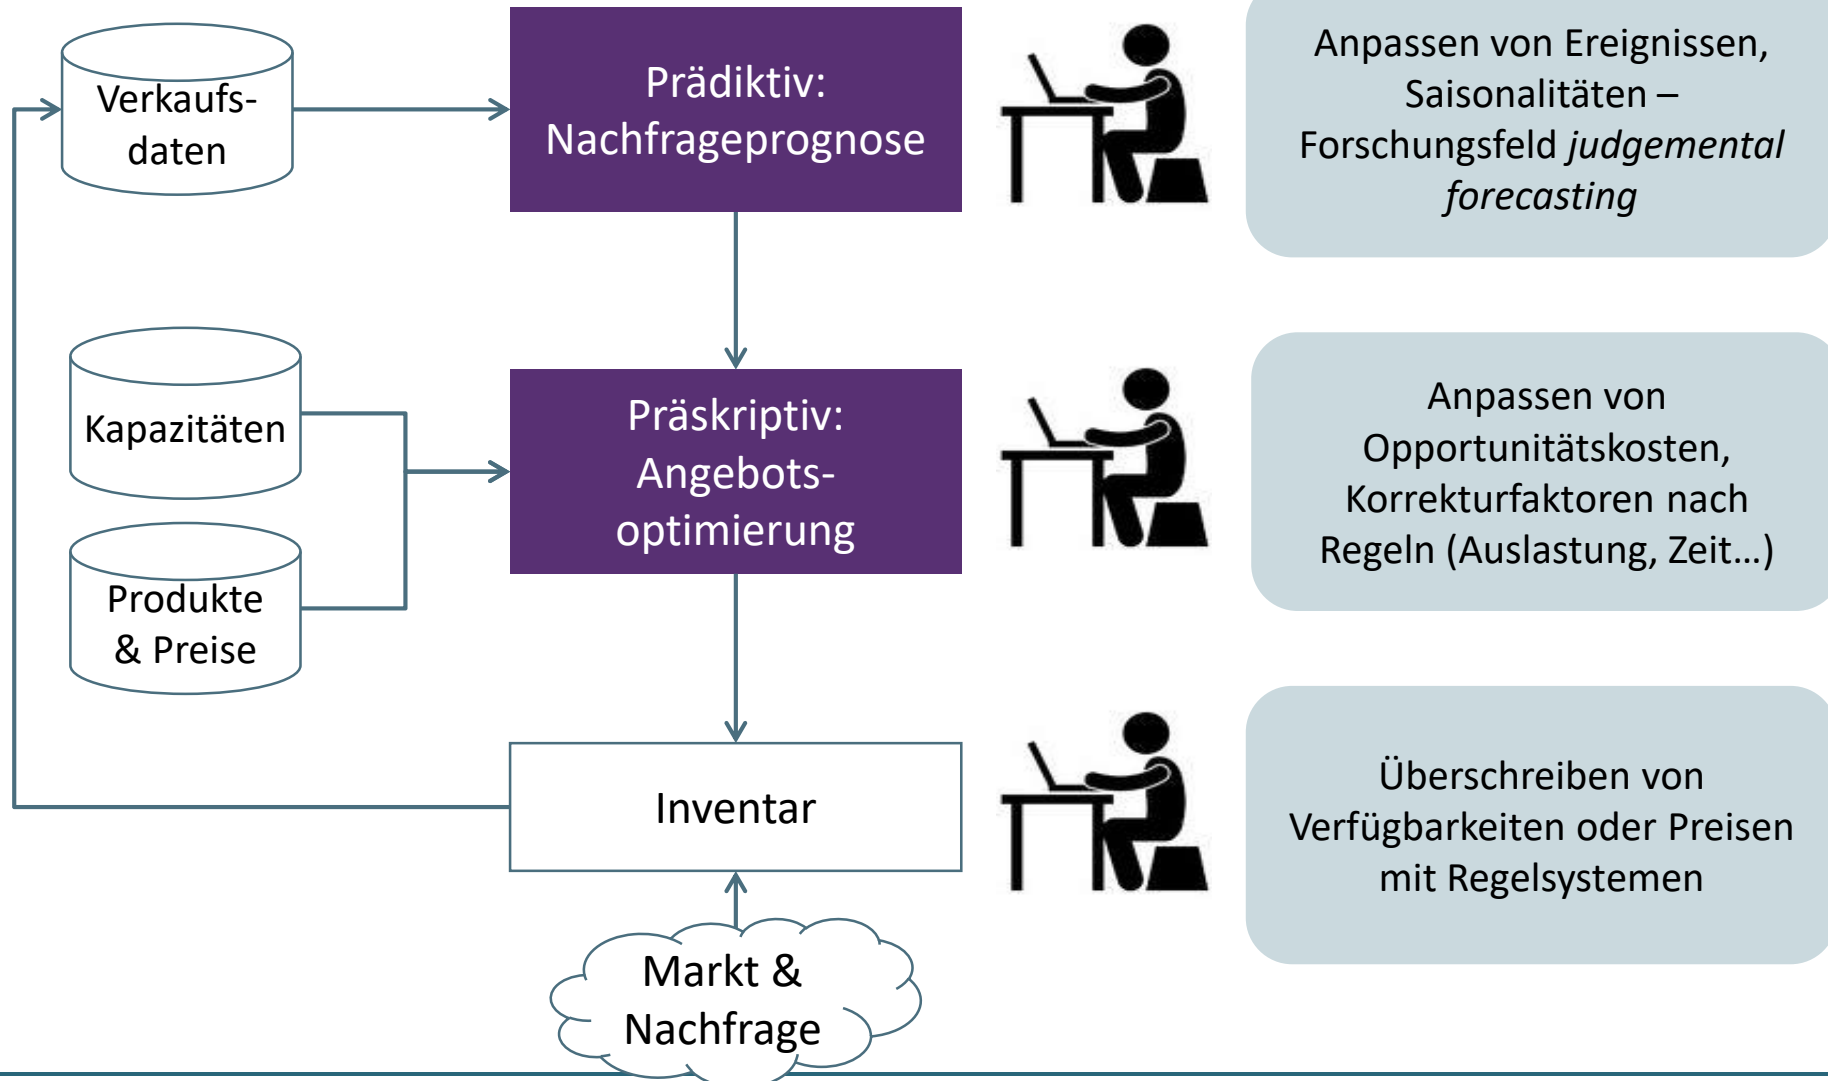 Verkaufs-
daten
Prädiktiv:
Nachfrageprognose
Anpassen von Ereignissen,
Saisonalitäten –
Forschungsfeld judgemental
forecasting
Kapazitäten
Produkte
& Preise
Präskriptiv:
Angebots-
optimierung
Anpassen von
Opportunitätskosten,
Korrekturfaktoren nach
Regeln (Auslastung, Zeit…)
Inventar
Überschreiben von
Verfügbarkeiten oder Preisen
mit Regelsystemen
Markt &
Nachfrage